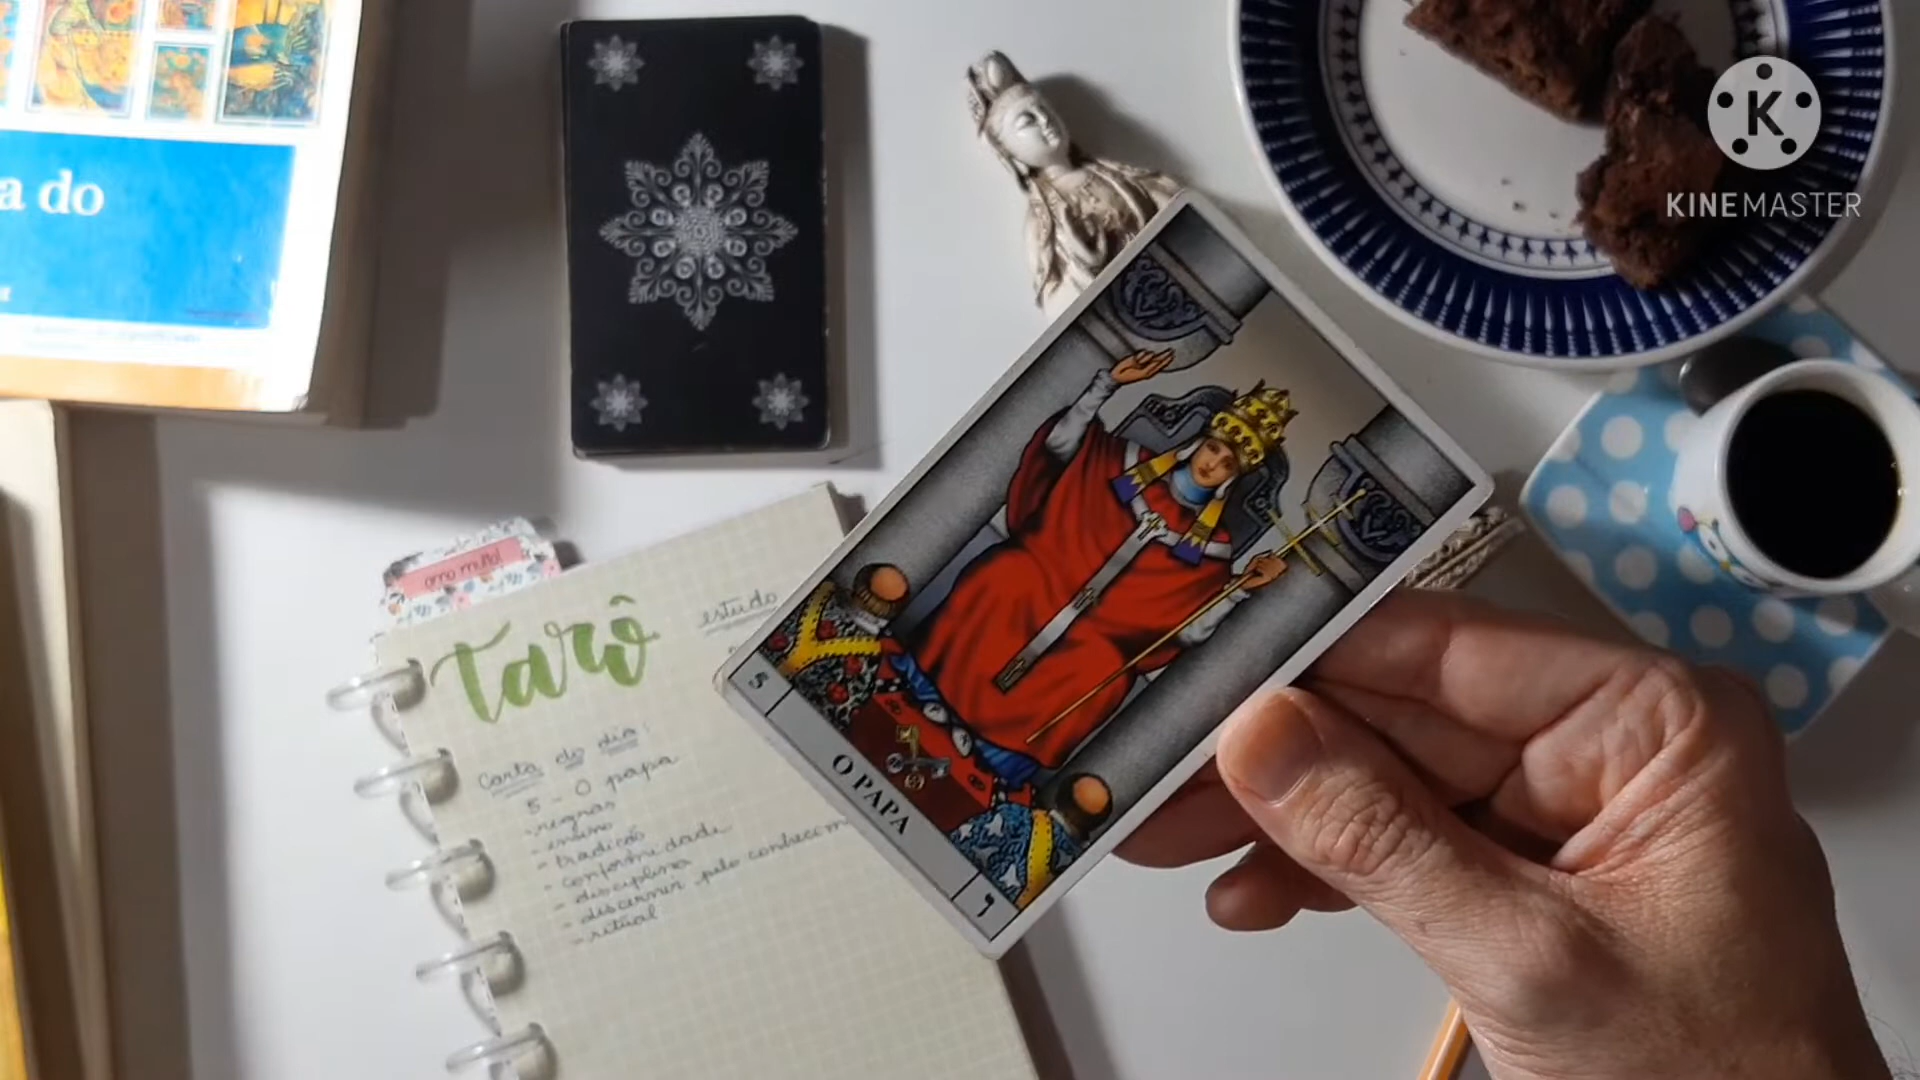 a do
KINEMASTER
amo muito!
tarô
estudo
Carta do dia:
5 - O papa
- regras
- ensino
- tradição
- conformidade
- disciplina
- discernir pelo conhecim
- ritual
5
O PAPA